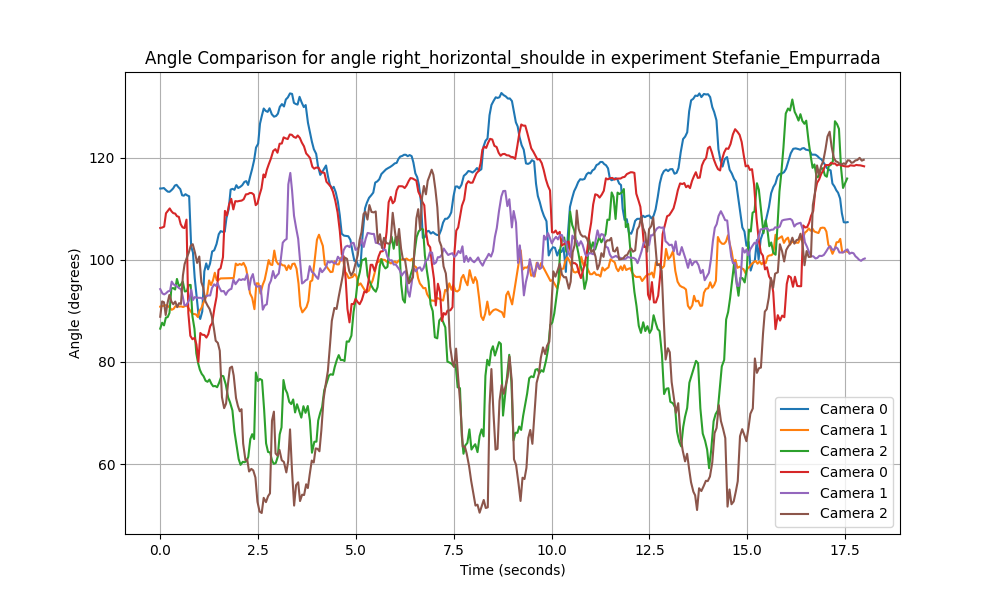 Angle Comparison for angle right_horizontal_shoulde in experiment Stefanie_Empurrada
Angle (degrees)
120
100
80
60
0.0 2.5 5.0 7.5 10.0 12.5 15.0 17.5
Time (seconds)
Camera 0
Camera 1
Camera 2
Camera 0
Camera 1
Camera 2